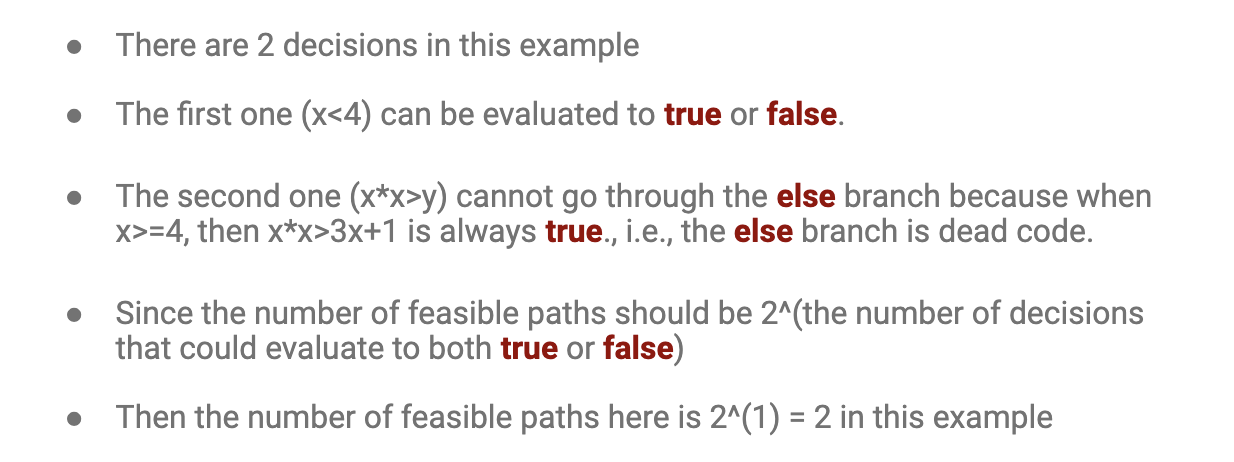 ● There are 2 decisions in this example
● The first one (x<4) can be evaluated to true or false.
● The second one (x*x>y) cannot go through the else branch because when
x>=4, then x*x>3x+1 is always true., i.e., the else branch is dead code.
● Since the number of feasible paths should be 2^(the number of decisions
that could evaluate to both true or false)
● Then the number of feasible paths here is 2^(1) = 2 in this example